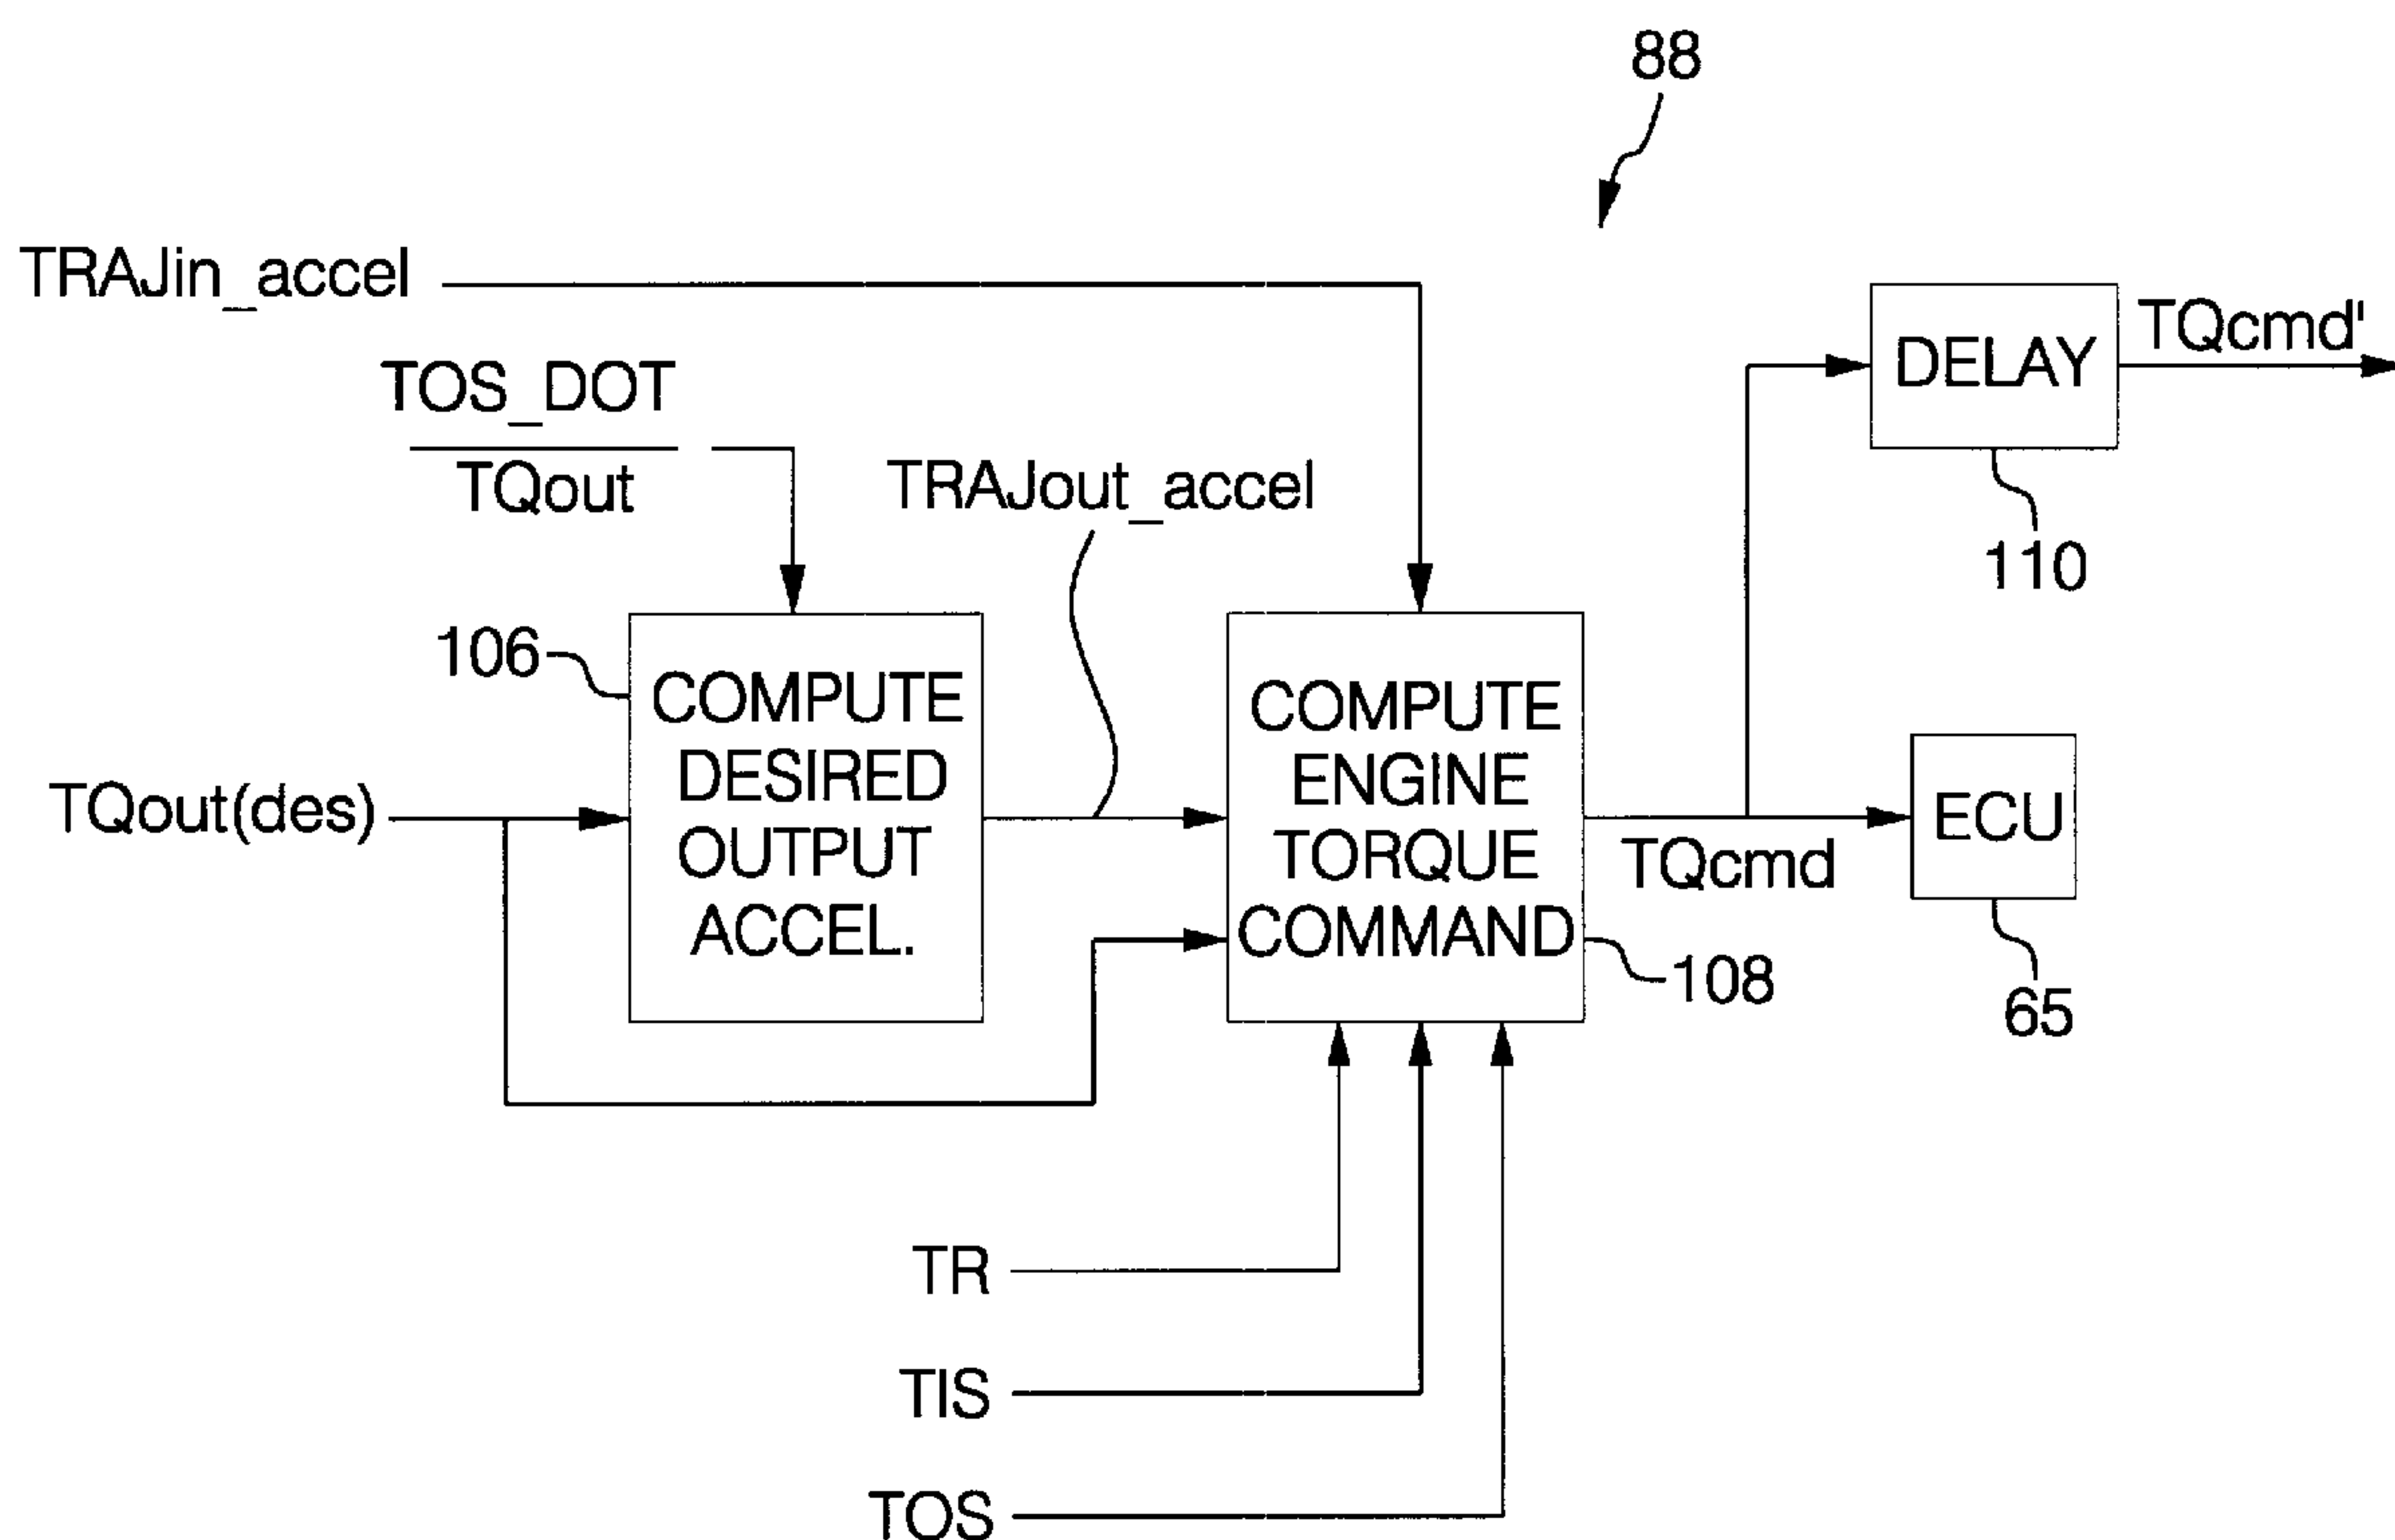 88
TRAJin_accel
TOS_DOT
TQout
TRAJout_accel
DELAY
TQcmd'
110
106
COMPUTE
DESIRED
OUTPUT
ACCEL.
COMPUTE
ENGINE
TORQUE
COMMAND
TQout(des)
TQcmd
ECU
108
65
TR
TIS
TOS